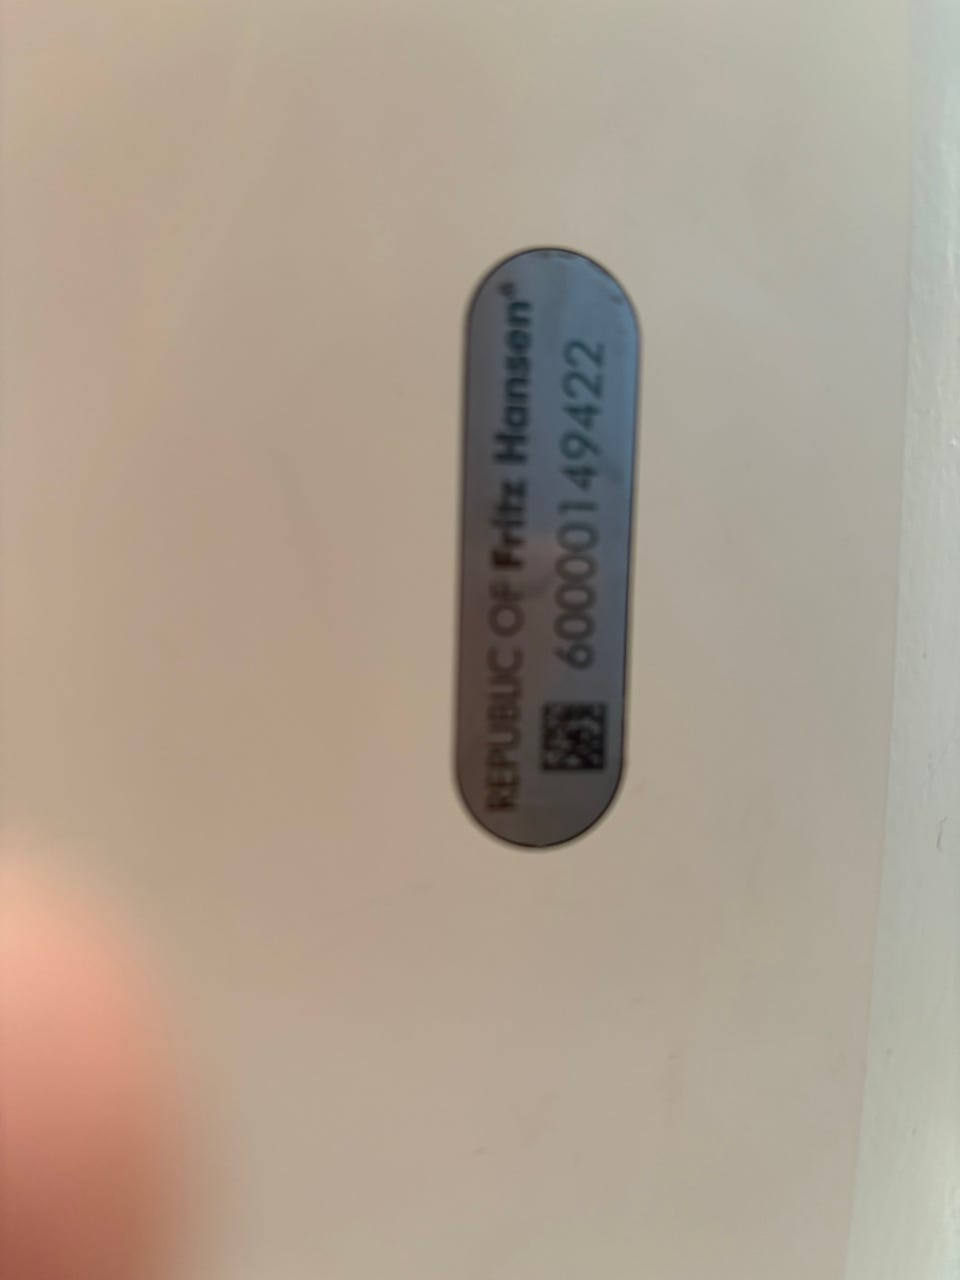 REPUBLIC OF Fritz Hansen®
6000149422